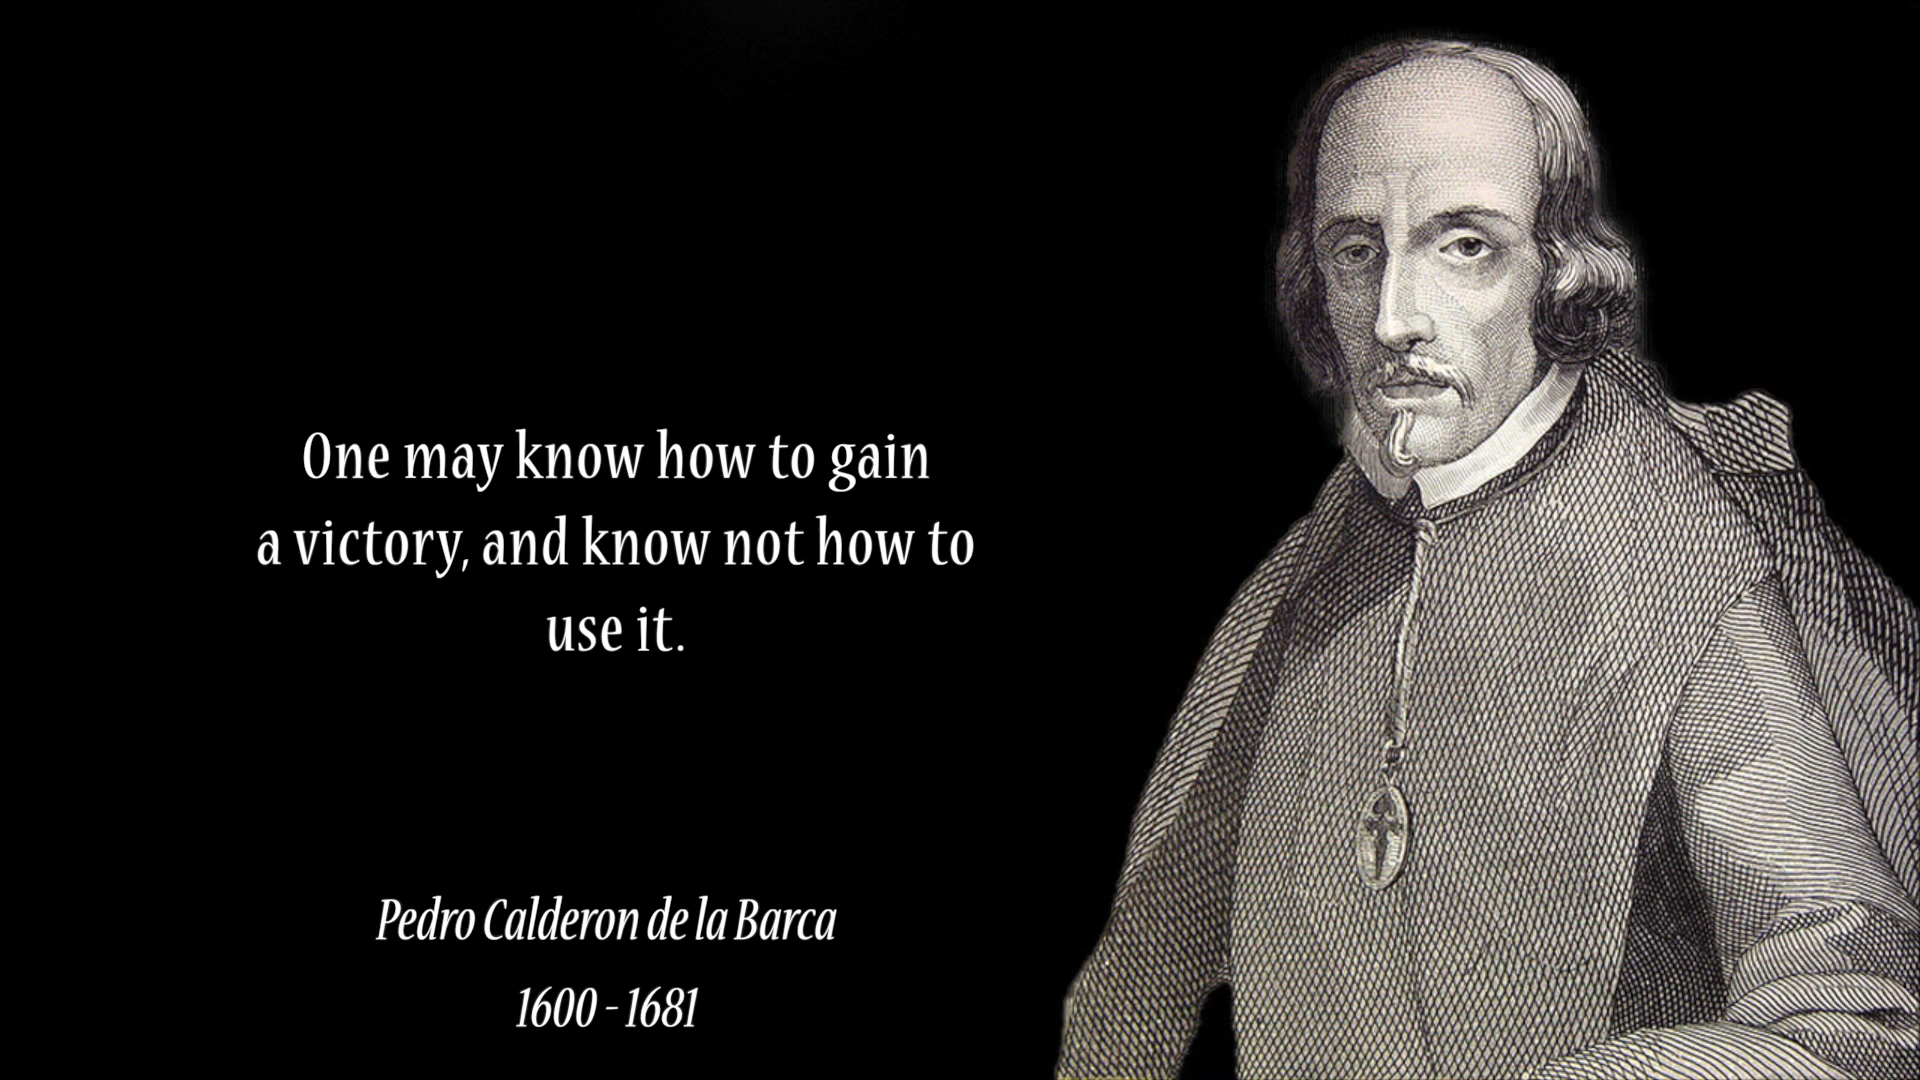 One may know how to gain
a victory, and know not how to
use it.
Pedro Calderon de la Barca
1600 - 1681